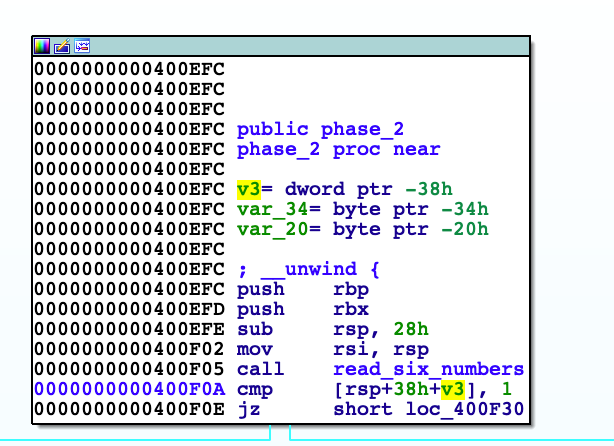 0000000000400EFC
0000000000400EFC
0000000000400EFC
0000000000400EFC public phase_2
0000000000400EFC phase_2 proc near
0000000000400EFC
0000000000400EFC v3= dword ptr -38h
0000000000400EFC var_34= byte ptr -34h
0000000000400EFC var_20= byte ptr -20h
0000000000400EFC
0000000000400EFC ; __unwind {
0000000000400EFC push    rbp
0000000000400EFD push    rbx
0000000000400EFE sub     rsp, 28h
0000000000400F02 mov     rsi, rsp
0000000000400F05 call    read_six_numbers
0000000000400F0A cmp     [rsp+38h+v3], 1
0000000000400F0E jz      short loc_400F30